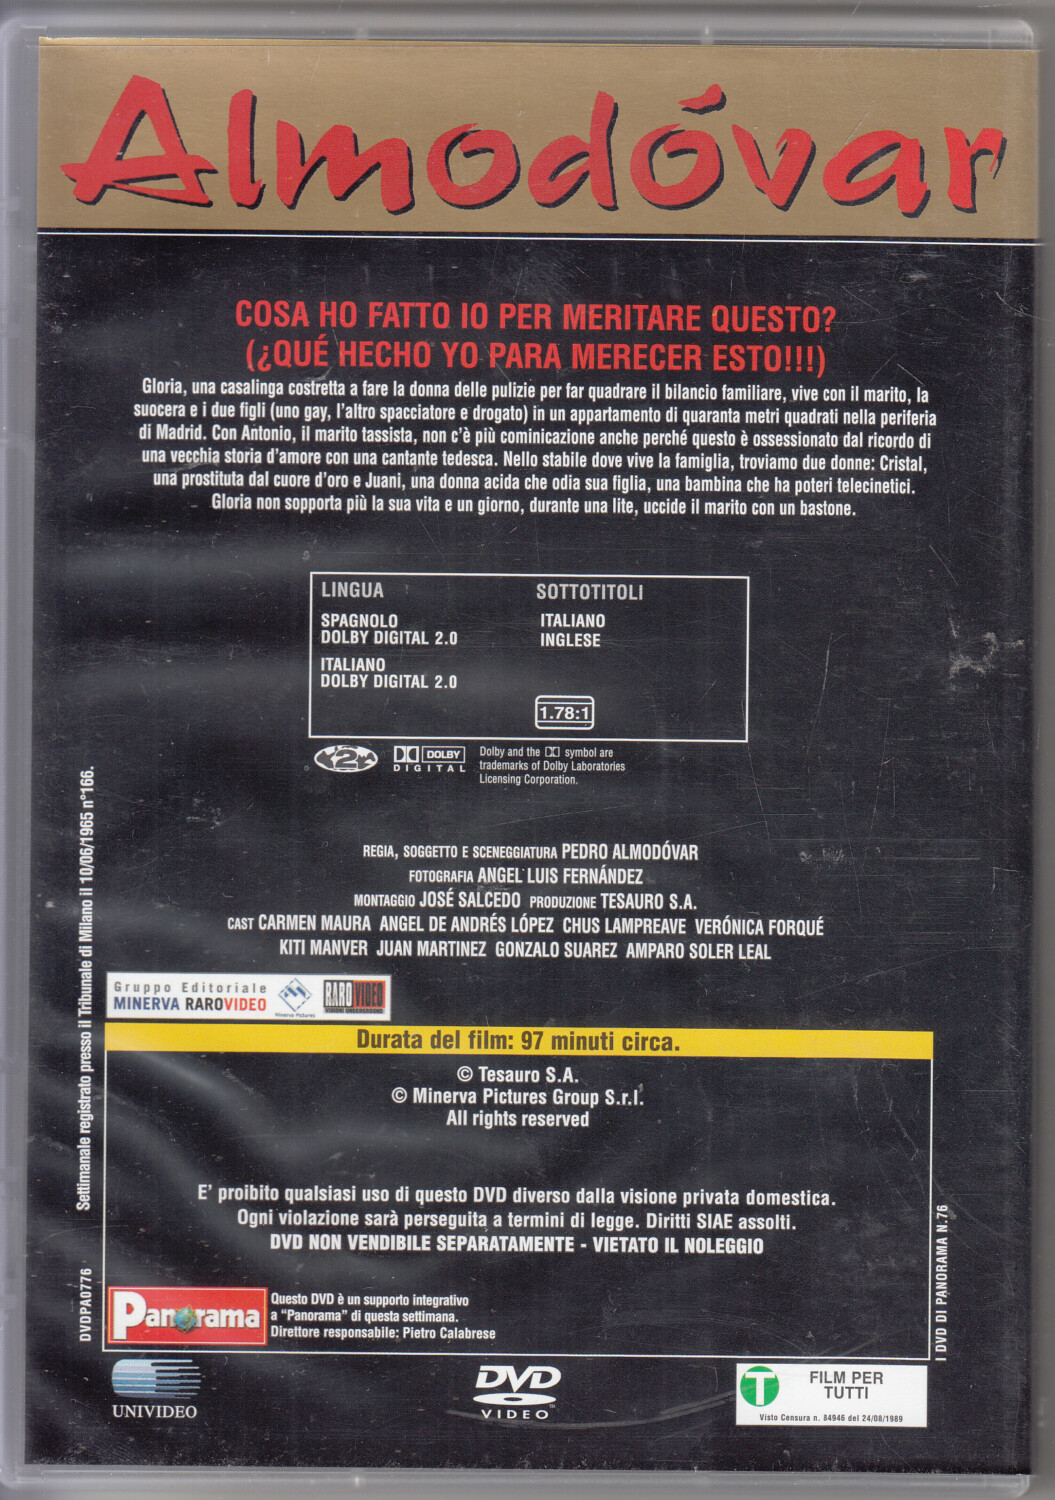 Almodóvar
COSA HO FATTO IO PER MERITARE QUESTO?
(¿QUÉ HECHO YO PARA MERECER ESTO!!!)
Gloria, una casalinga costretta a fare la donna delle pulizie per far quadrare il bilancio familiare, vive con il marito, la
suocera e i due figli (uno gay, l'altro spacciatore e drogato) in un appartamento di quaranta metri quadrati nella periferia
di Madrid. Con Antonio, il marito tassista, non c'è più cominicazione anche perché questo è ossessionato dal ricordo di
una vecchia storia d'amore con una cantante tedesca. Nello stabile dove vive la famiglia, troviamo due donne: Cristal,
una prostituta dal cuore d'oro e Juani, una donna acida che odia sua figlia, una bambina che ha poteri telecinetici.
Gloria non sopporta più la sua vita e un giorno, durante una lite, uccide il marito con un bastone.
LINGUA
SPAGNOLO
DOLBY DIGITAL 2.0
ITALIANO
DOLBY DIGITAL 2.0
SOTTOTITOLI
ITALIANO
INGLESE
1.78:1
2
DOLBY
DIGITAL
Dolby and the symbol are
trademarks of Dolby Laboratories
Licensing Corporation.
REGIA, SOGGETTO E SCENEGGIATURA PEDRO ALMODÓVAR
FOTOGRAFIA ANGEL LUIS FERNÁNDEZ
MONTAGGIO JOSÉ SALCEDO PRODUZIONE TESAURO S.A.
CAST CARMEN MAURA ANGEL DE ANDRÉS LÓPEZ CHUS LAMPREAVE VERÓNICA FORQUÉ
KITI MANVER JUAN MARTINEZ GONZALO SUAREZ AMPARO SOLER LEAL
Gruppo Editoriale
MINERVA RAROVIDEO
Minerva Pictures
RAROVIDEO
VISIONI UNDERGROUND
Durata del film: 97 minuti circa.
© Tesauro S.A.
© Minerva Pictures Group S.r.l.
All rights reserved
E' proibito qualsiasi uso di questo DVD diverso dalla visione privata domestica.
Ogni violazione sarà perseguita a termini di legge. Diritti SIAE assolti.
DVD NON VENDIBILE SEPARATAMENTE - VIETATO IL NOLEGGIO
Panorama
Questo DVD è un supporto integrativo
a "Panorama" di questa settimana.
Direttore responsabile: Pietro Calabrese
Settimanale registrato presso il Tribunale di Milano il 10/06/1965 n°166.
DVDPA0776
I DVD DI PANORAMA N.76
UNIVIDEO
DVD
VIDEO
T
FILM PER
TUTTI
Visto Censura n. 84946 del 24/08/1989